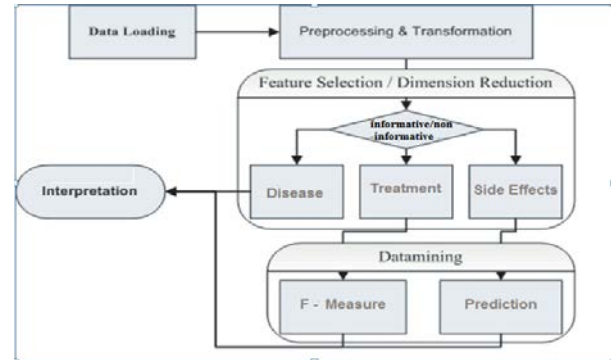 Data Loading
Preprocessing & Transformation
Feature Selection / Dimension Reduction
informative/non
-informative
Interpretation
Disease
Treatment
Side Effects
Datamining
F - Measure
Prediction